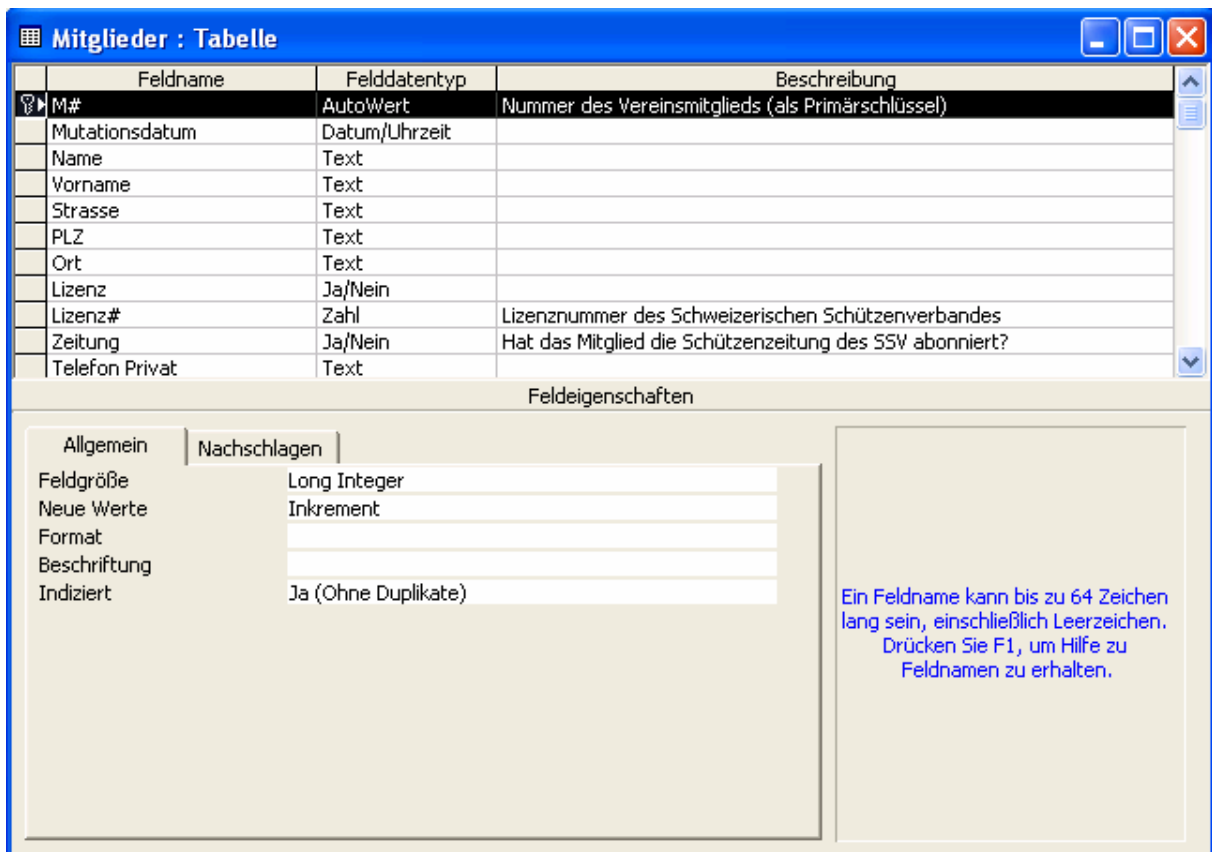 Mitglieder : Tabelle
Feldname Felddatentyp Beschreibung
M# AutoWert Nummer des Vereinsmitglieds (als Primärschlüssel)
Mutationsdatum Datum/Uhrzeit
Name Text
Vorname Text
Strasse Text
PLZ Text
Ort Text
Lizenz Ja/Nein
Lizenz# Zahl Lizenznummer des Schweizerischen Schützenverbandes
Zeitung Ja/Nein Hat das Mitglied die Schützenzeitung des SSV abonniert?
Telefon Privat Text
Feldeigenschaften
Allgemein Nachschlagen
Feldgröße Long Integer
Neue Werte Inkrement
Format
Beschriftung
Indiziert Ja (Ohne Duplikate)
Ein Feldname kann bis zu 64 Zeichen
lang sein, einschließlich Leerzeichen.
Drücken Sie F1, um Hilfe zu
Feldnamen zu erhalten.